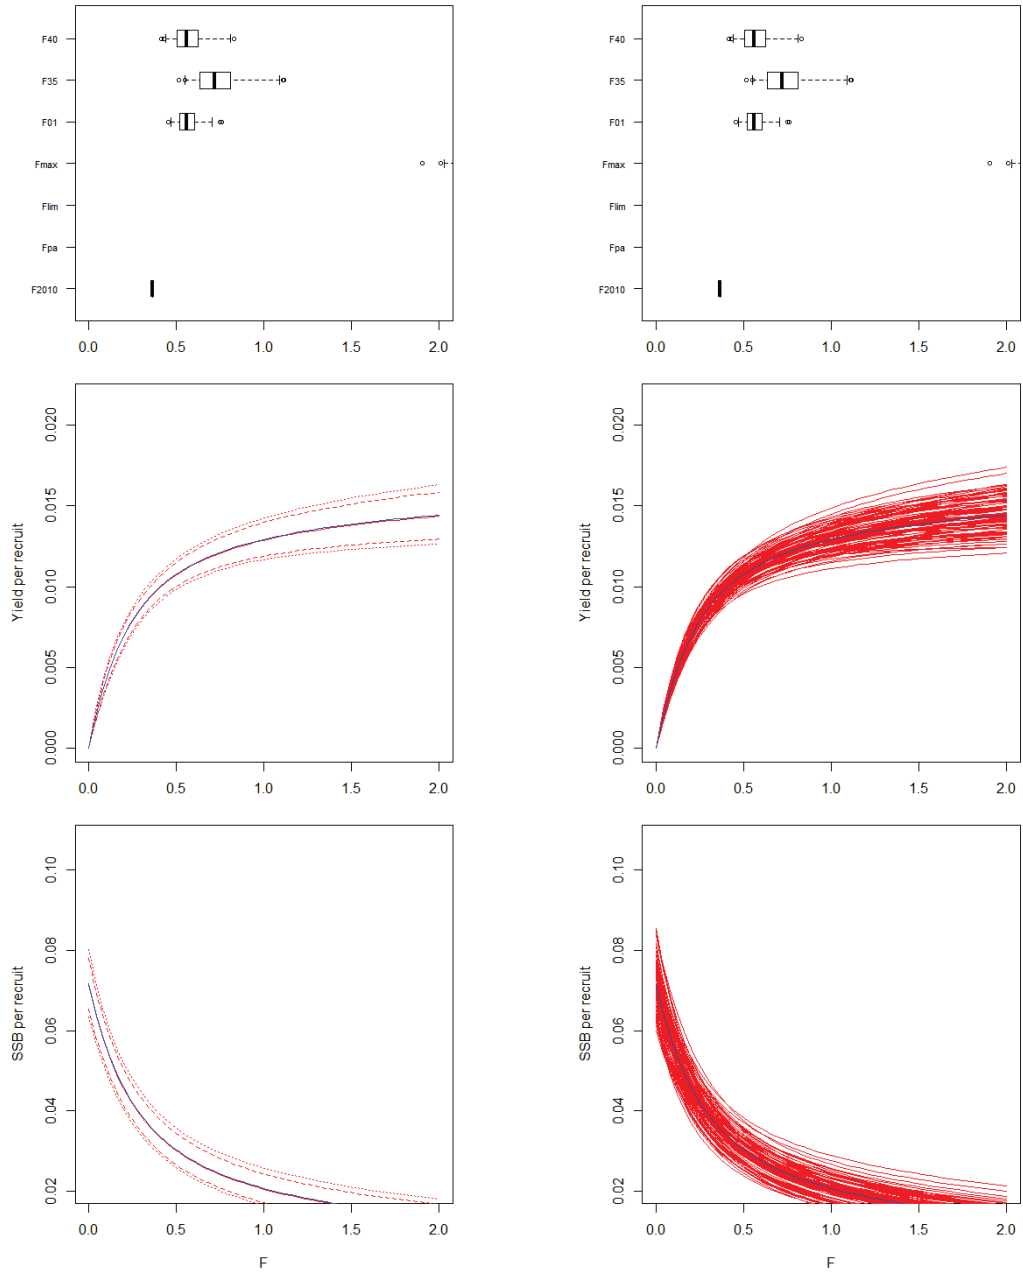 F40
F35
F01
Fmax
Flim
Fpa
F2010
0.0 0.5 1.0 1.5 2.0
F40
F35
F01
Fmax
Flim
Fpa
F2010
0.0 0.5 1.0 1.5 2.0
Yield per recruit
0.020
0.015
0.010
0.005
0.000
0.0 0.5 1.0 1.5 2.0
Yield per recruit
0.020
0.015
0.010
0.005
0.000
0.0 0.5 1.0 1.5 2.0
SSB per recruit
0.10
0.08
0.06
0.04
0.02
0.0 0.5 1.0 1.5 2.0
F
SSB per recruit
0.10
0.08
0.06
0.04
0.02
0.0 0.5 1.0 1.5 2.0
F